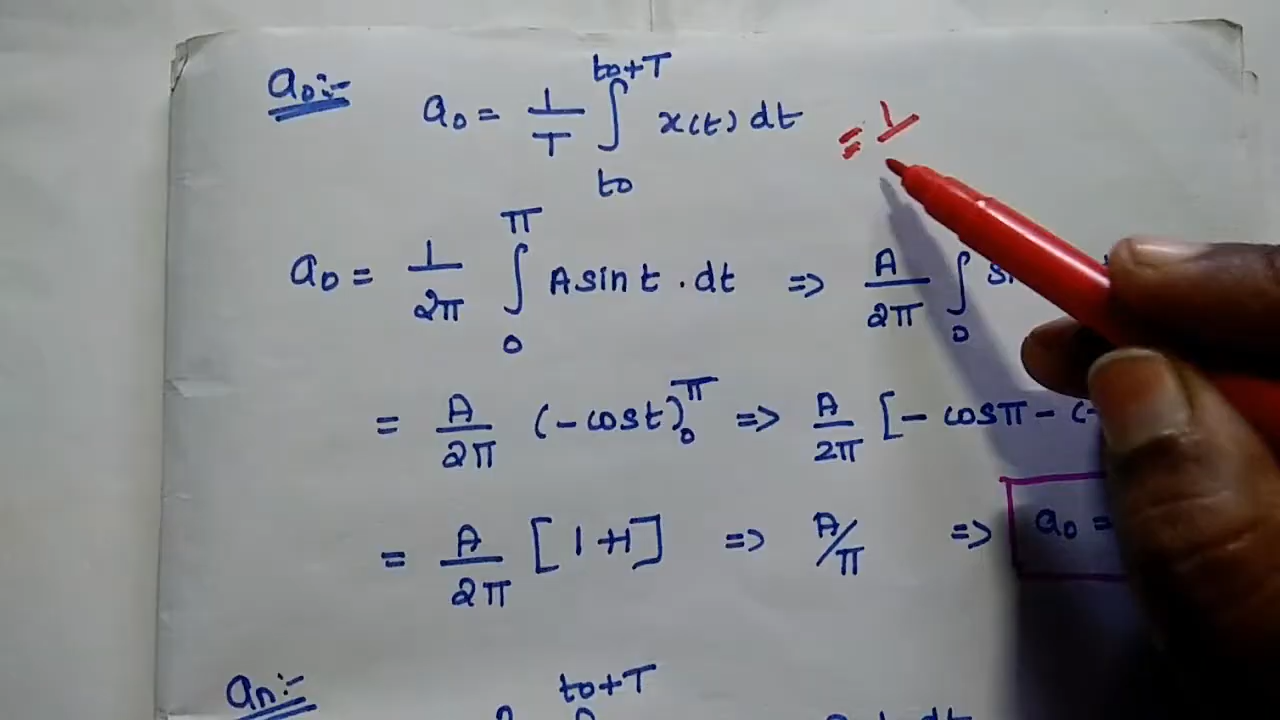 a₀:-
a₀ = 1/T ∫_{t₀}^{t₀+T} x(t) dt = 1/
a₀ = 1/2π ∫_0^π A sin t . dt => A/2π ∫_0
= A/2π (-cos t)_0^π => A/2π [- cos π - (-
= A/2π [1+1] => A/π => a₀ =
aₙ:-
t₀+T